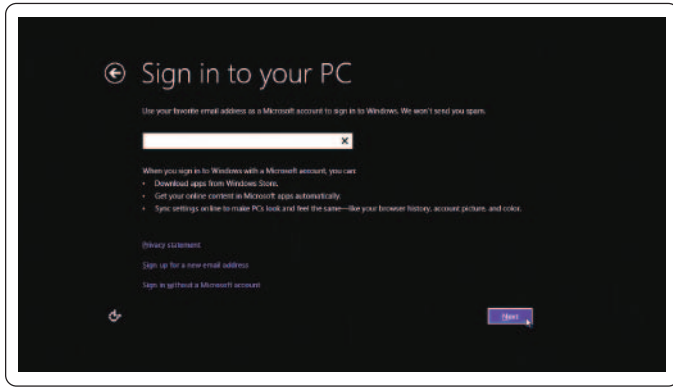 Sign in to your PC
Use your favorite email address as a Microsoft account to sign in to Windows. We won't send you spam.
When you sign in to Windows with a Microsoft account, you can:
• Download apps from Windows Store.
• Get your online content in Microsoft apps automatically.
• Sync settings online to make PCs look and feel the same—like your browser history, account picture, and color.
Privacy statement
Sign up for a new email address
Sign in without a Microsoft account
Next